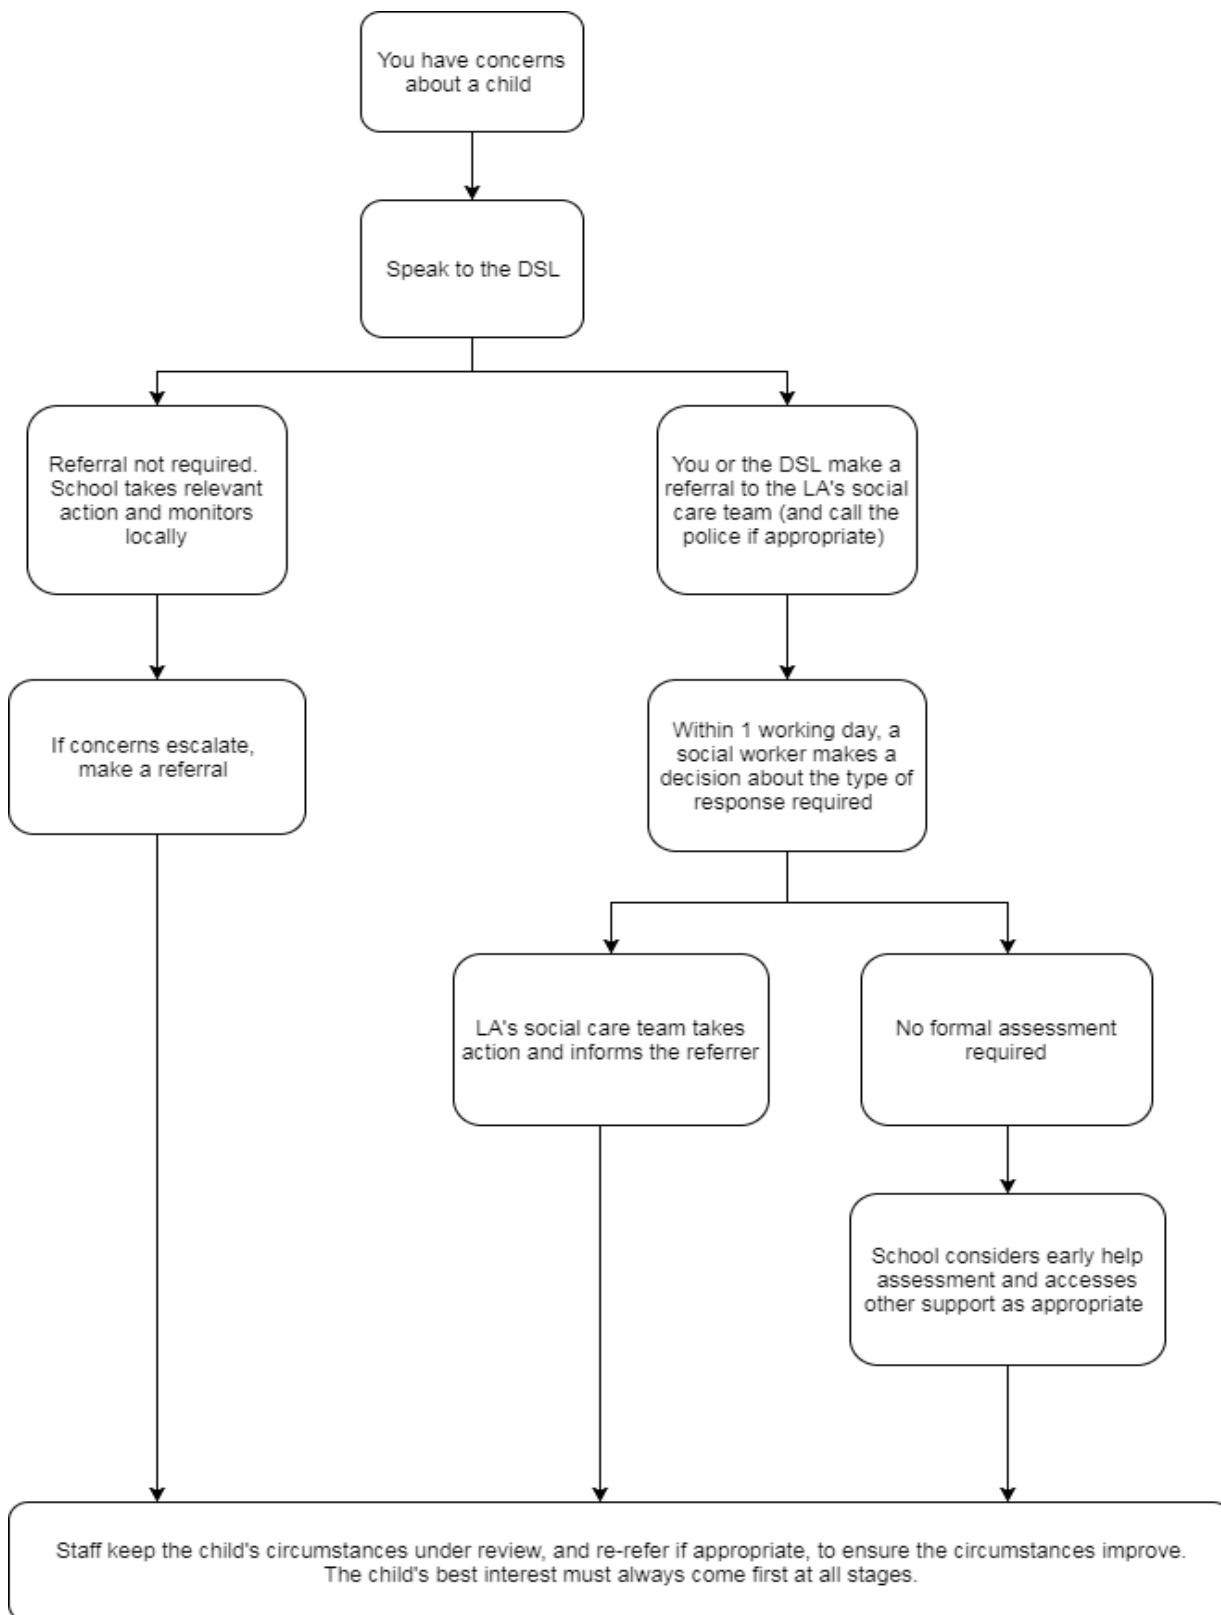 You have concerns
about a child
Speak to the DSL
Referral not required.
School takes relevant
action and monitors
locally
You or the DSL make a
referral to the LA's social
care team (and call the
police if appropriate)
If concerns escalate,
make a referral
Within 1 working day, a
social worker makes a
decision about the type of
response required
LA's social care team takes
action and informs the referrer
No formal assessment
required
School considers early help
assessment and accesses
other support as appropriate
Staff keep the child's circumstances under review, and re-refer if appropriate, to ensure the circumstances improve.
The child's best interest must always come first at all stages.